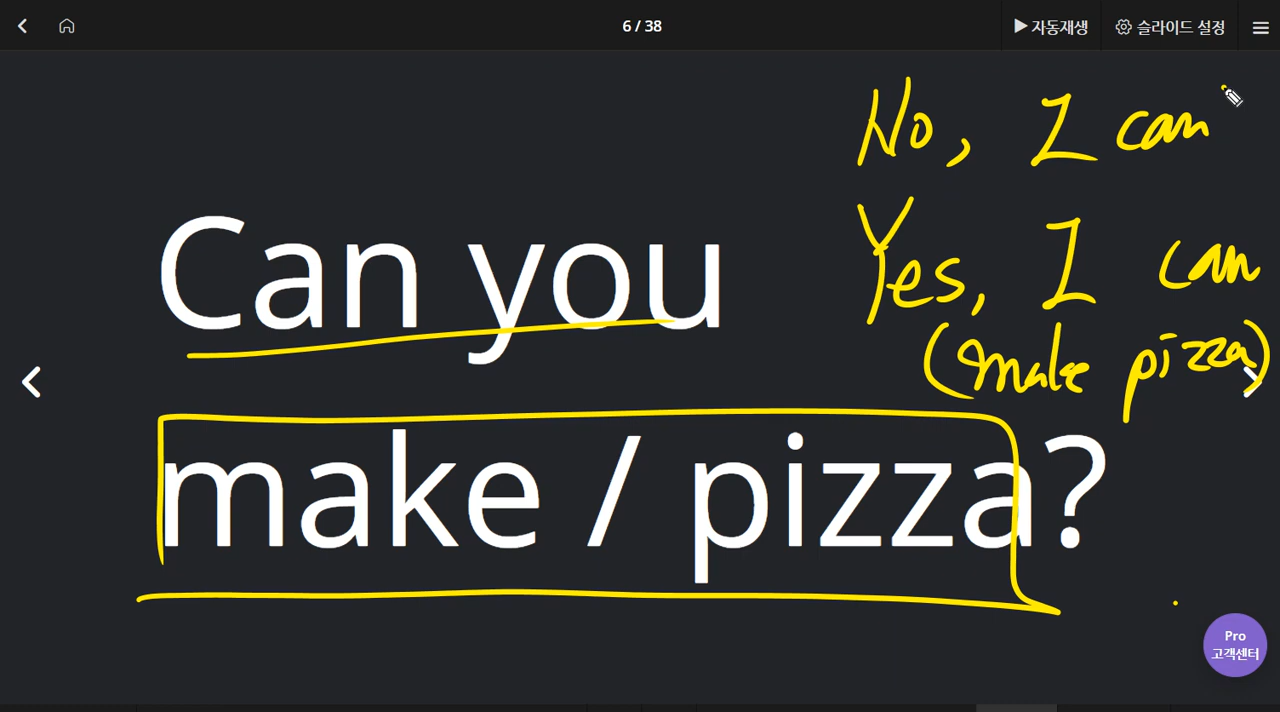 6 / 38
자동재생
슬라이드 설정
No, I can
Yes, I can
(make pizza)
Can you
make / pizza?
Pro
고객센터